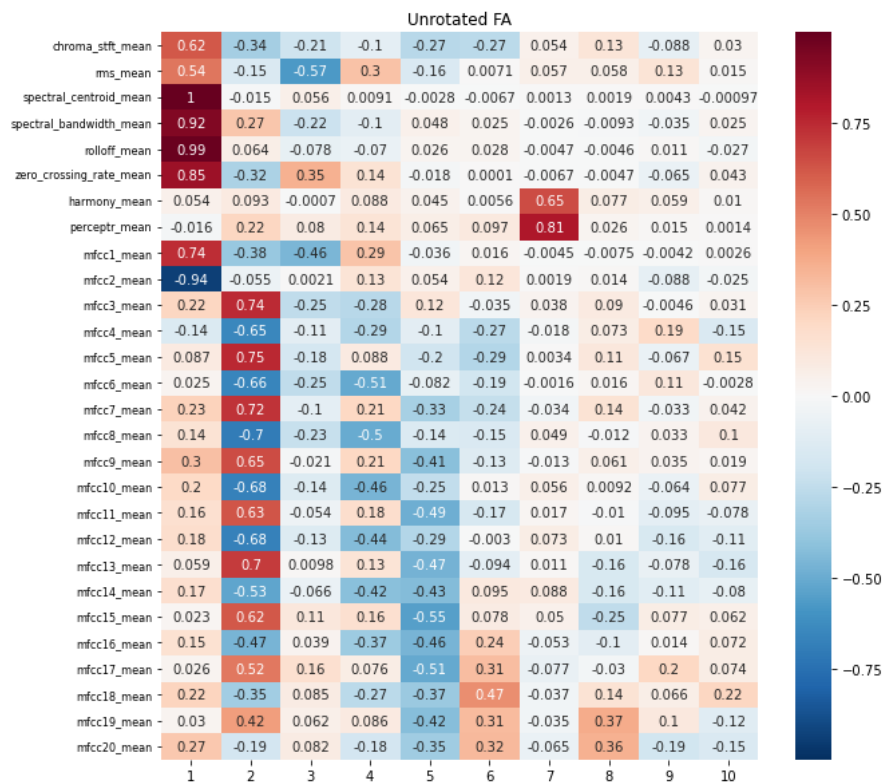 Unrotated FA
chroma_stft_mean 0.62 -0.34 -0.21 -0.1 -0.27 -0.27 0.054 0.13 -0.088 0.03
rms_mean 0.54 -0.15 -0.57 0.3 -0.16 0.0071 0.057 0.058 0.13 0.015
spectral_centroid_mean 1 -0.015 0.056 0.0091 -0.0028 -0.0067 0.0013 0.0019 0.0043 -0.00097
spectral_bandwidth_mean 0.92 0.27 -0.22 -0.1 0.048 0.025 -0.0026 -0.0093 -0.035 0.025
rolloff_mean 0.99 0.064 -0.078 -0.07 0.026 0.028 -0.0047 -0.0046 0.011 -0.027
zero_crossing_rate_mean 0.85 -0.32 0.35 0.14 -0.018 0.0001 -0.0067 -0.0047 -0.065 0.043
harmony_mean 0.054 0.093 -0.0007 0.088 0.045 0.0056 0.65 0.077 0.059 0.01
perceptr_mean -0.016 0.22 0.08 0.14 0.065 0.097 0.81 0.026 0.015 0.0014
mfcc1_mean 0.74 -0.38 -0.46 0.29 -0.036 0.016 -0.0045 -0.0075 -0.0042 0.0026
mfcc2_mean -0.94 -0.055 0.0021 0.13 0.054 0.12 0.0019 0.014 -0.088 -0.025
mfcc3_mean 0.22 0.74 -0.25 -0.28 0.12 -0.035 0.038 0.09 -0.0046 0.031
mfcc4_mean -0.14 -0.65 -0.11 -0.29 -0.1 -0.27 -0.018 0.073 0.19 -0.15
mfcc5_mean 0.087 0.75 -0.18 0.088 -0.2 -0.29 0.0034 0.11 -0.067 0.15
mfcc6_mean 0.025 -0.66 -0.25 -0.51 -0.082 -0.19 -0.0016 0.016 0.11 -0.0028
mfcc7_mean 0.23 0.72 -0.1 0.21 -0.33 -0.24 -0.034 0.14 -0.033 0.042
mfcc8_mean 0.14 -0.7 -0.23 -0.5 -0.14 -0.15 0.049 -0.012 0.033 0.1
mfcc9_mean 0.3 0.65 -0.021 0.21 -0.41 -0.13 -0.013 0.061 0.035 0.019
mfcc10_mean 0.2 -0.68 -0.14 -0.46 -0.25 0.013 0.056 0.0092 -0.064 0.077
mfcc11_mean 0.16 0.63 -0.054 0.18 -0.49 -0.17 0.017 -0.01 -0.095 -0.078
mfcc12_mean 0.18 -0.68 -0.13 -0.44 -0.29 -0.003 0.073 0.01 -0.16 -0.11
mfcc13_mean 0.059 0.7 0.0098 0.13 -0.47 -0.094 0.011 -0.16 -0.078 -0.16
mfcc14_mean 0.17 -0.53 -0.066 -0.42 -0.43 0.095 0.088 -0.16 -0.11 -0.08
mfcc15_mean 0.023 0.62 0.11 0.16 -0.55 0.078 0.05 -0.25 0.077 0.062
mfcc16_mean 0.15 -0.47 0.039 -0.37 -0.46 0.24 -0.053 -0.1 0.014 0.072
mfcc17_mean 0.026 0.52 0.16 0.076 -0.51 0.31 -0.077 -0.03 0.2 0.074
mfcc18_mean 0.22 -0.35 0.085 -0.27 -0.37 0.47 -0.037 0.14 0.066 0.22
mfcc19_mean 0.03 0.42 0.062 0.086 -0.42 0.31 -0.035 0.37 0.1 -0.12
mfcc20_mean 0.27 -0.19 0.082 -0.18 -0.35 0.32 -0.065 0.36 -0.19 -0.15
1 2 3 4 5 6 7 8 9 10
0.75
0.50
0.25
0.00
−0.25
−0.50
−0.75